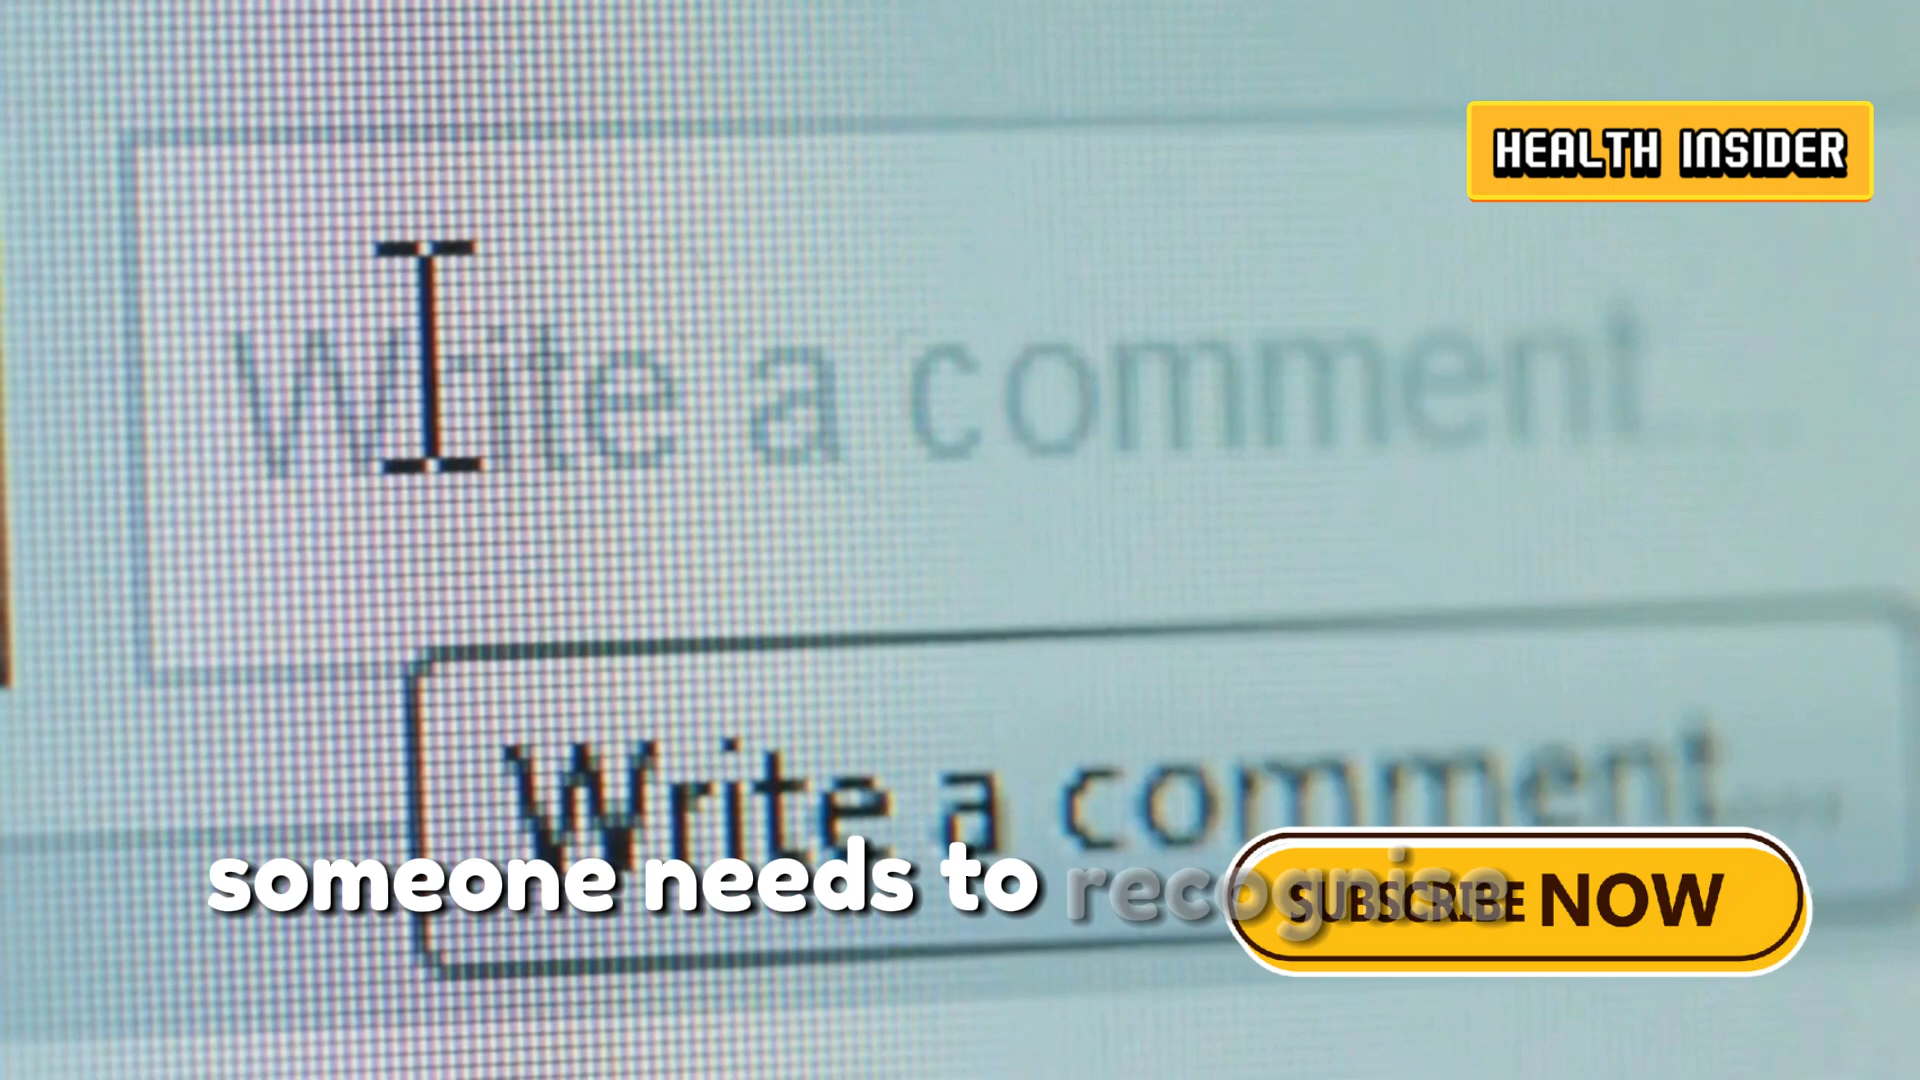 HEALTH INSIDER
Write a comment...
Write a comment...
someone needs to recognise
SUBSCRIBE NOW